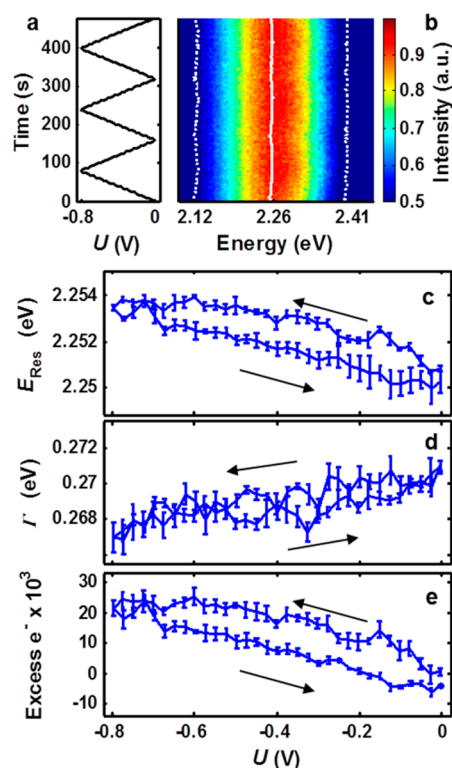 a
b
Time (s)
400
300
200
100
0
-0.8
0
U (V)
2.12
2.26
2.41
Energy (eV)
0.9
0.8
0.7
0.6
0.5
Intensity (a.u.)
c
E_Res (eV)
2.254
2.252
2.25
d
Γ (eV)
0.272
0.27
0.268
e
Excess e⁻ x 10³
30
20
10
0
-10
-0.8
-0.6
-0.4
-0.2
0
U (V)